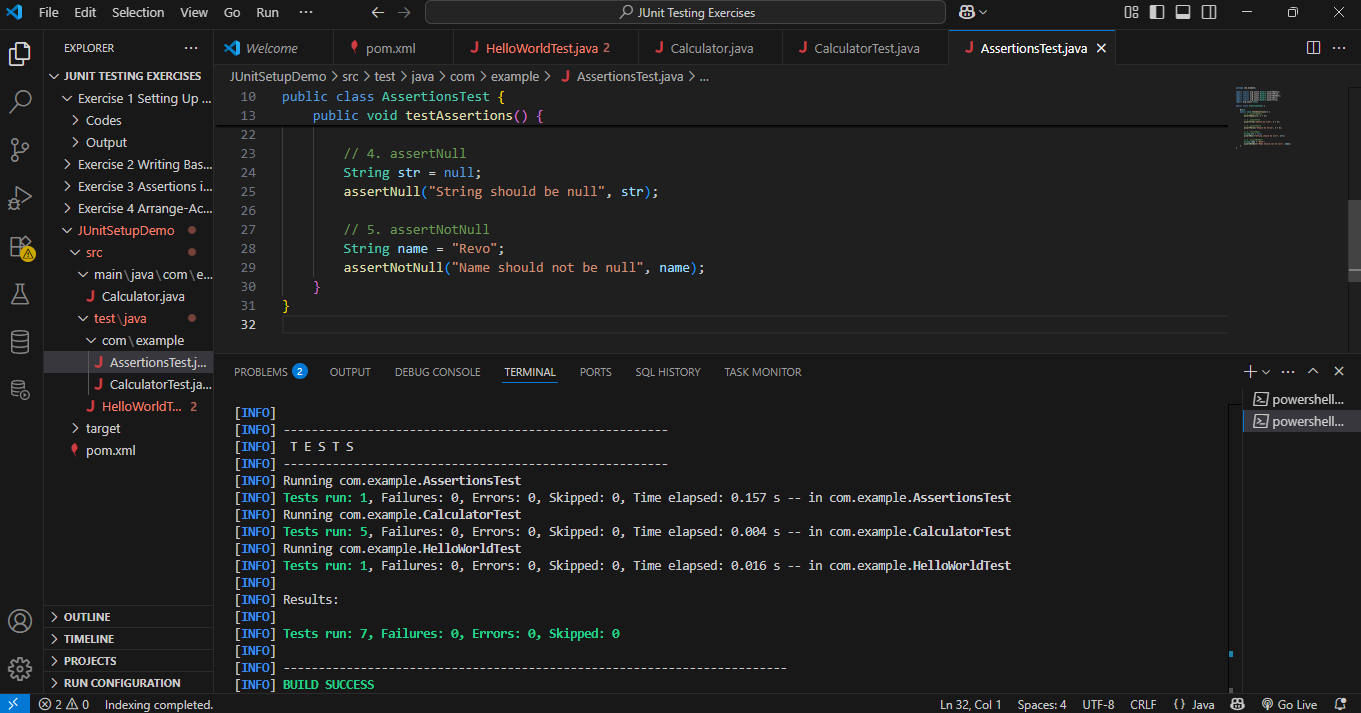 File Edit Selection View Go Run ··· JUnit Testing Exercises
EXPLORER ···
JUNIT TESTING EXERCISES
Exercise 1 Setting Up ...
Codes
Output
Exercise 2 Writing Bas...
Exercise 3 Assertions i...
Exercise 4 Arrange-Ac...
JUnitSetupDemo
src
main\java\com\e...
Calculator.java
test\java
com\example
AssertionsTest.j...
CalculatorTest.ja...
HelloWorldT... 2
target
pom.xml
OUTLINE
TIMELINE
PROJECTS
RUN CONFIGURATION
Welcome pom.xml HelloWorldTest.java 2 Calculator.java CalculatorTest.java AssertionsTest.java
JUnitSetupDemo > src > test > java > com > example > AssertionsTest.java > ...
10 public class AssertionsTest {
13 public void testAssertions() {
22
23 // 4. assertNull
24 String str = null;
25 assertNull("String should be null", str);
26
27 // 5. assertNotNull
28 String name = "Revo";
29 assertNotNull("Name should not be null", name);
30 }
31 }
32
PROBLEMS 2 OUTPUT DEBUG CONSOLE TERMINAL PORTS SQL HISTORY TASK MONITOR
powershell...
powershell...
[INFO]
[INFO] -------------------------------------------------------
[INFO]  T E S T S
[INFO] -------------------------------------------------------
[INFO] Running com.example.AssertionsTest
[INFO] Tests run: 1, Failures: 0, Errors: 0, Skipped: 0, Time elapsed: 0.157 s -- in com.example.AssertionsTest
[INFO] Running com.example.CalculatorTest
[INFO] Tests run: 5, Failures: 0, Errors: 0, Skipped: 0, Time elapsed: 0.004 s -- in com.example.CalculatorTest
[INFO] Running com.example.HelloWorldTest
[INFO] Tests run: 1, Failures: 0, Errors: 0, Skipped: 0, Time elapsed: 0.016 s -- in com.example.HelloWorldTest
[INFO]
[INFO] Results:
[INFO]
[INFO] Tests run: 7, Failures: 0, Errors: 0, Skipped: 0
[INFO]
[INFO] ------------------------------------------------------------------------
[INFO] BUILD SUCCESS
2 0 Indexing completed. Ln 32, Col 1 Spaces: 4 UTF-8 CRLF {} Java Go Live